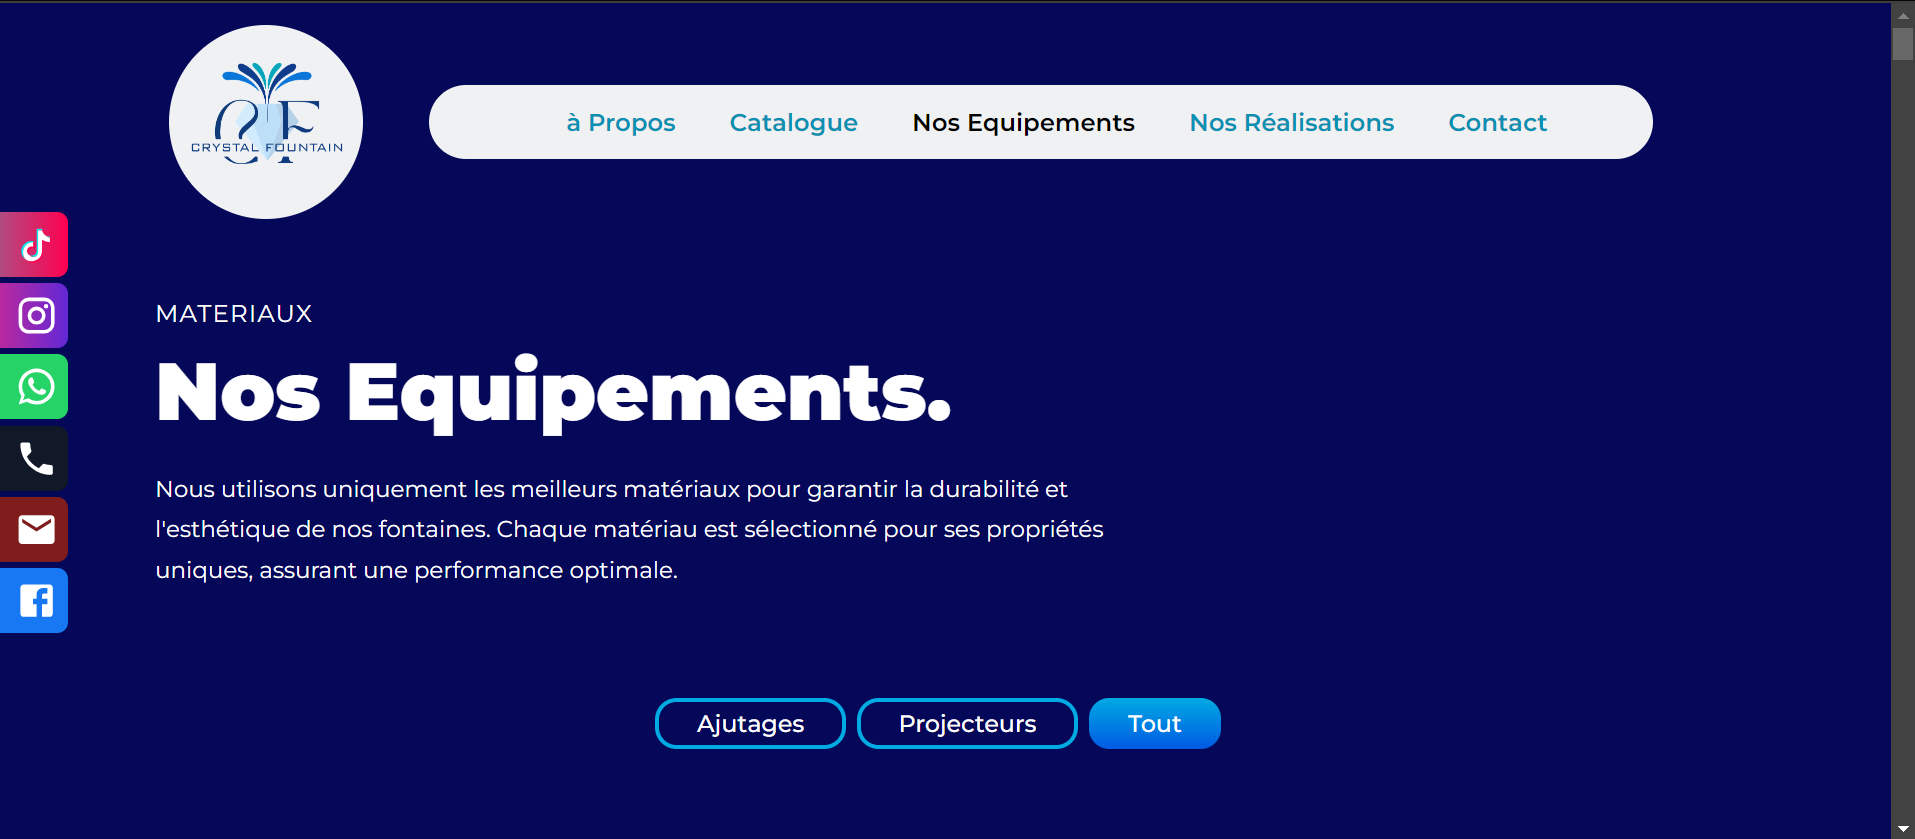 CF
CRYSTAL FOUNTAIN
à Propos Catalogue Nos Equipements Nos Réalisations Contact
MATERIAUX
Nos Equipements.
Nous utilisons uniquement les meilleurs matériaux pour garantir la durabilité et
l'esthétique de nos fontaines. Chaque matériau est sélectionné pour ses propriétés
uniques, assurant une performance optimale.
Ajutages Projecteurs Tout